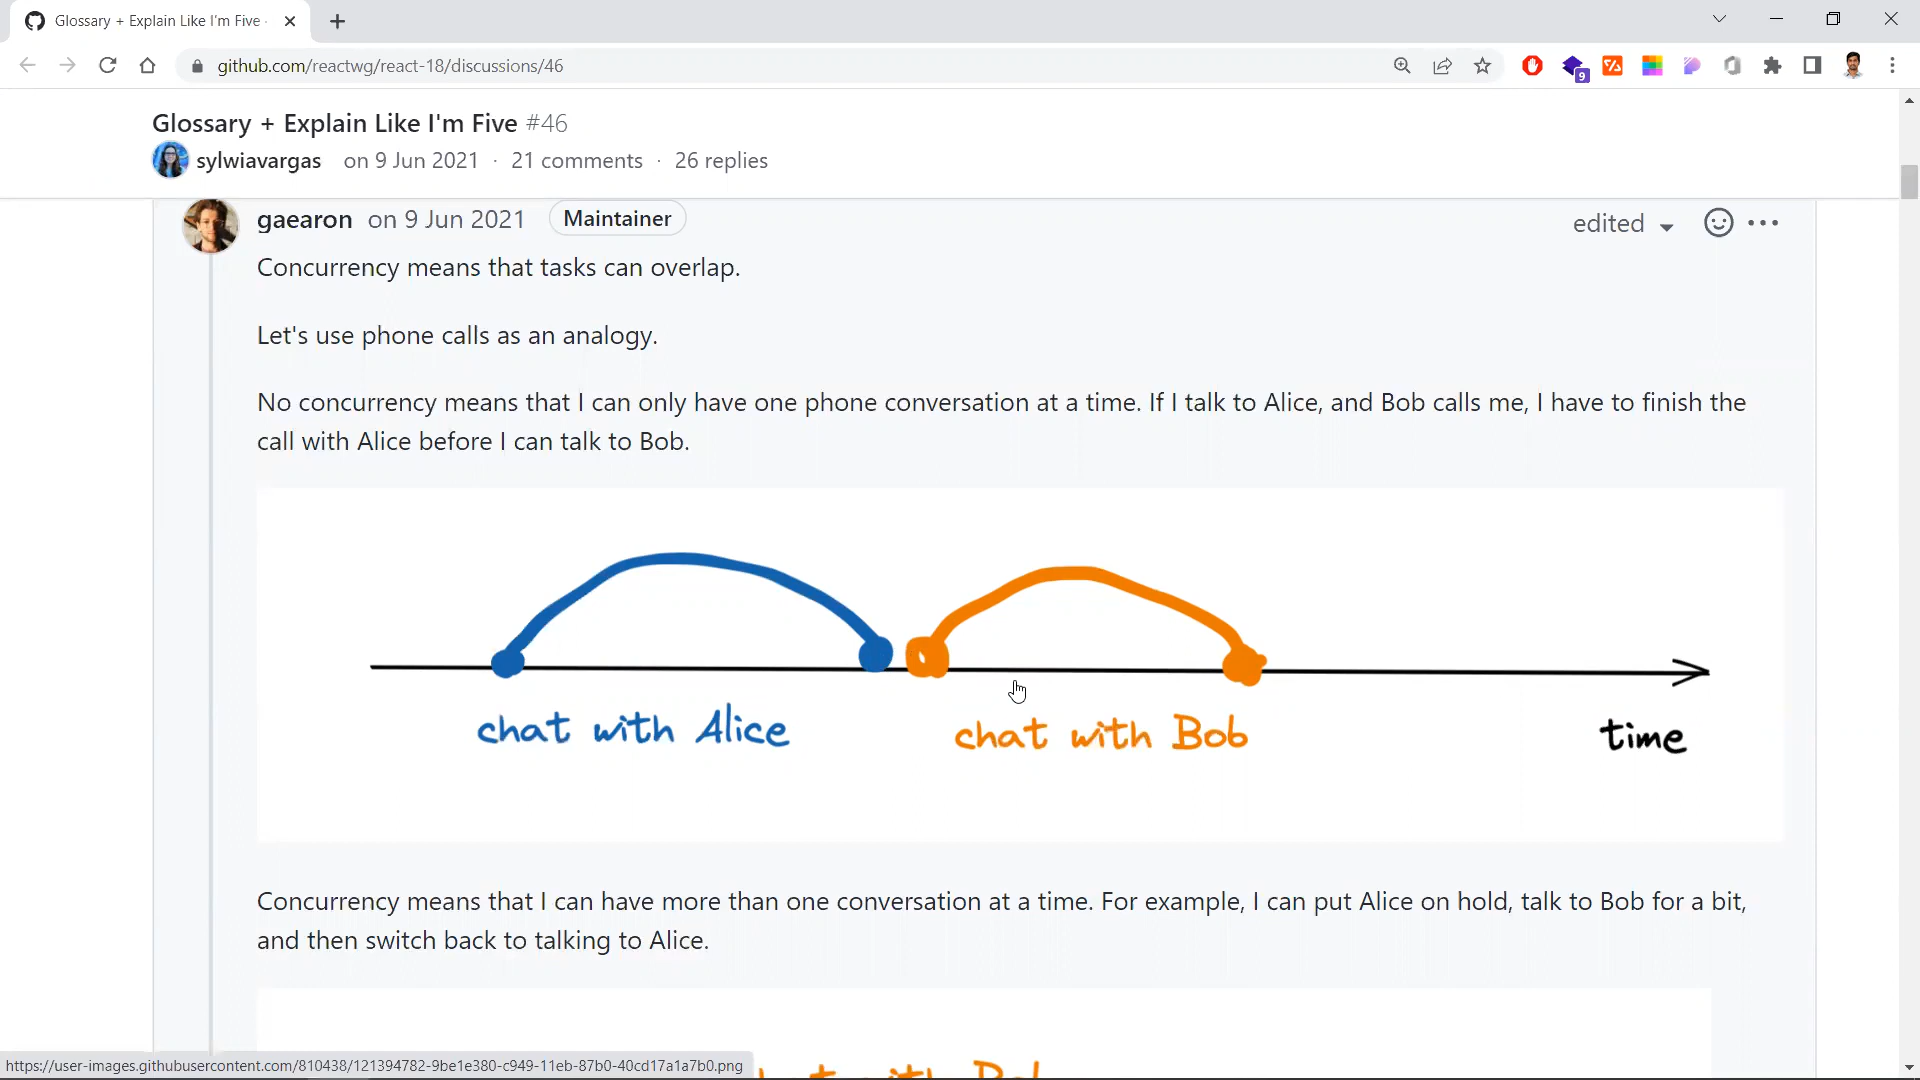 Glossary + Explain Like I'm Five ·
github.com/reactwg/react-18/discussions/46
9
Glossary + Explain Like I'm Five #46
sylwiavargas on 9 Jun 2021 · 21 comments · 26 replies
gaearon on 9 Jun 2021 Maintainer edited
Concurrency means that tasks can overlap.
Let's use phone calls as an analogy.
No concurrency means that I can only have one phone conversation at a time. If I talk to Alice, and Bob calls me, I have to finish the
call with Alice before I can talk to Bob.
chat with Alice
chat with Bob
time
Concurrency means that I can have more than one conversation at a time. For example, I can put Alice on hold, talk to Bob for a bit,
and then switch back to talking to Alice.
https://user-images.githubusercontent.com/810438/121394782-9be1e380-c949-11eb-87b0-40cd17a1a7b0.png